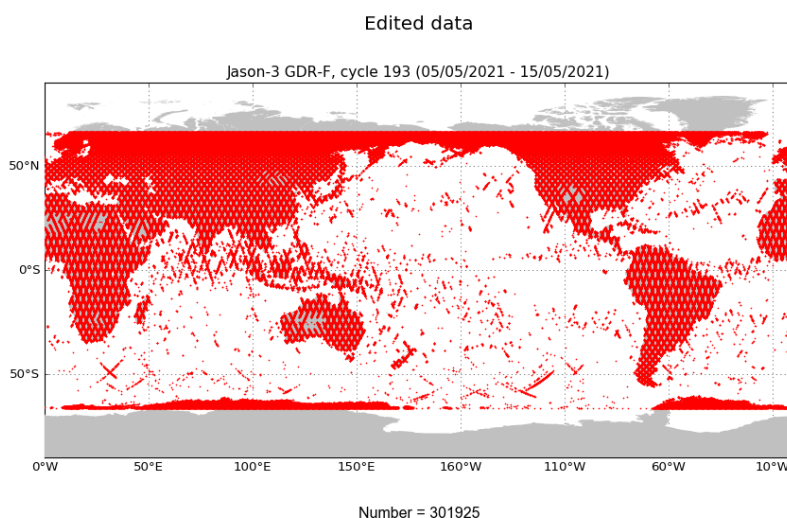 Edited data
Jason-3 GDR-F, cycle 193 (05/05/2021 - 15/05/2021)
50°N
0°S
50°S
0°W 50°E 100°E 150°E 160°W 110°W 60°W 10°W
Number = 301925